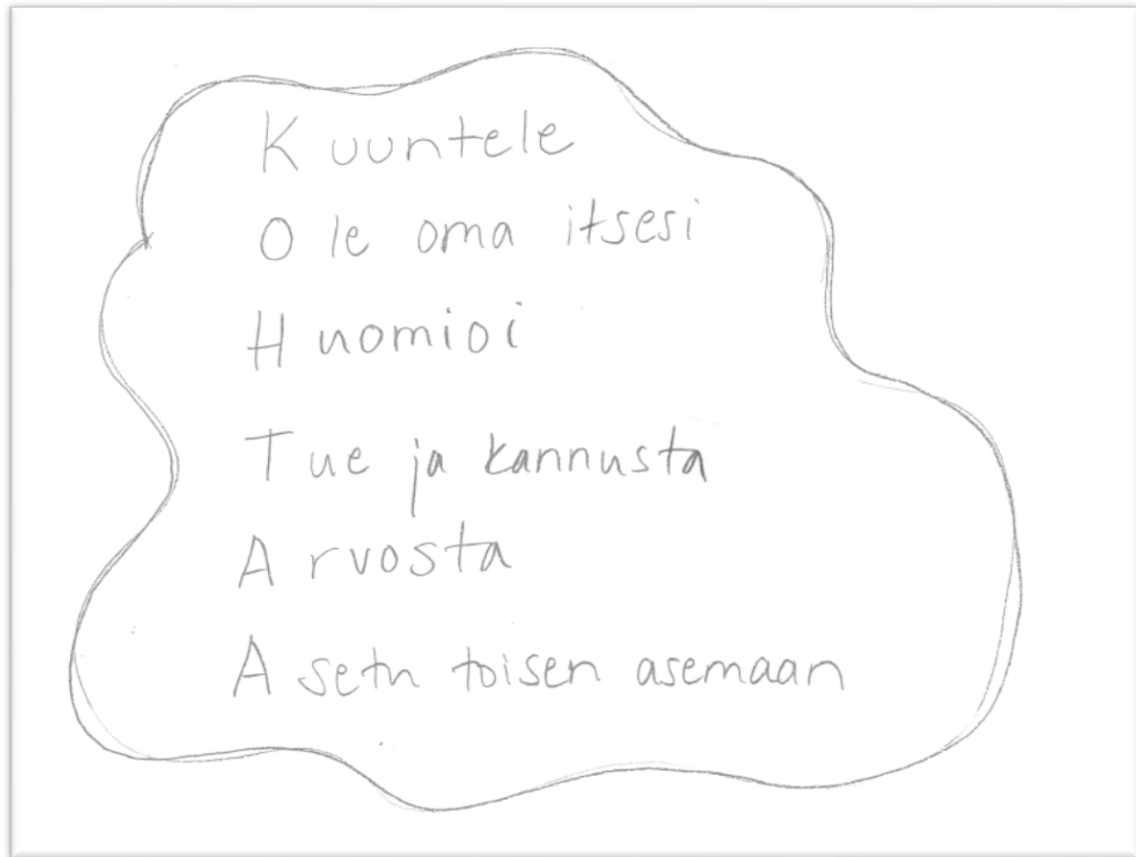 Kuuntele
Ole oma itsesi
Huomioi
Tue ja kannusta
Arvosta
Asetu toisen asemaan